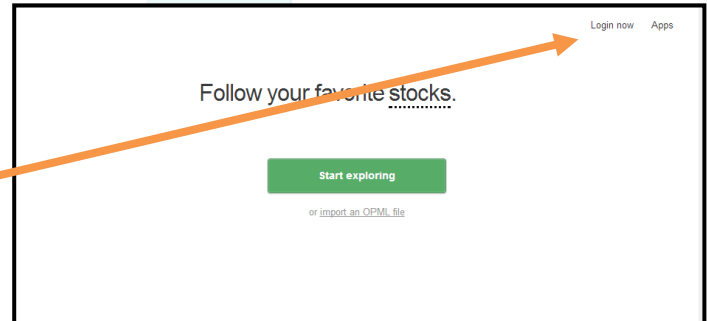 Login now Apps
Follow your favorite stocks.
Start exploring
or import an OPML file